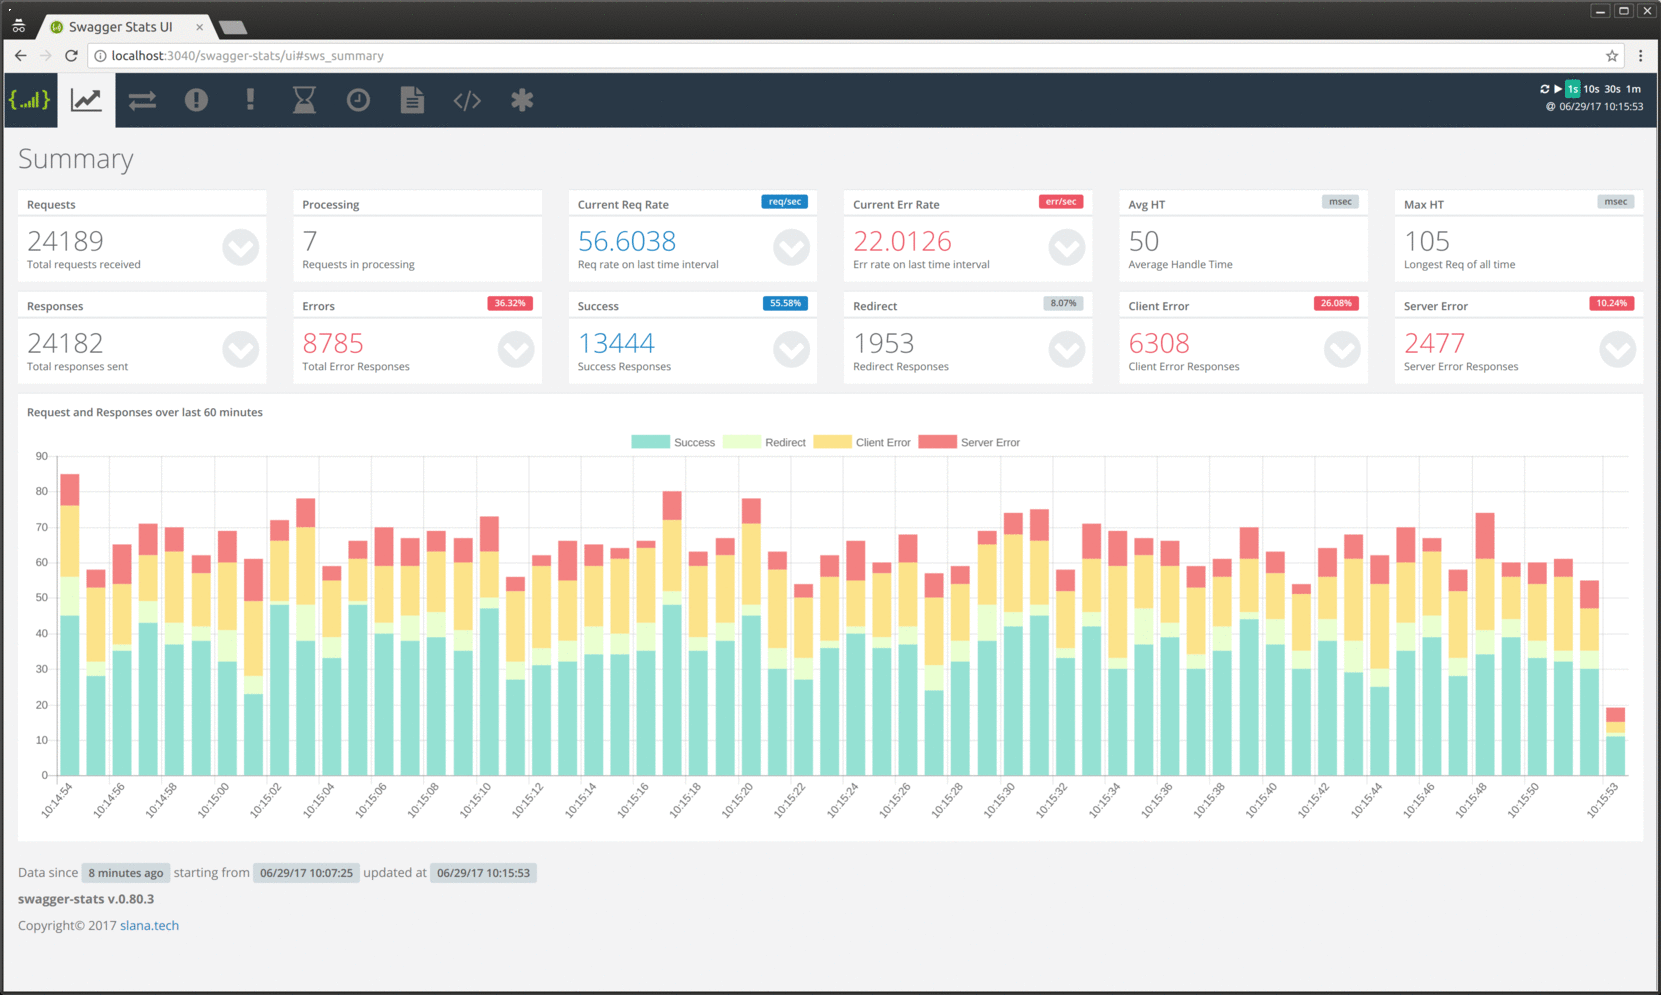 Swagger Stats UI
localhost:3040/swagger-stats/ui#sws_summary
1s 10s 30s 1m
@ 06/29/17 10:15:53
Summary
Requests
24189
Total requests received
Processing
7
Requests in processing
Current Req Rate req/sec
56.6038
Req rate on last time interval
Current Err Rate err/sec
22.0126
Err rate on last time interval
Avg HT msec
50
Average Handle Time
Max HT msec
105
Longest Req of all time
Responses
24182
Total responses sent
Errors 36.32%
8785
Total Error Responses
Success 55.58%
13444
Success Responses
Redirect 8.07%
1953
Redirect Responses
Client Error 26.08%
6308
Client Error Responses
Server Error 10.24%
2477
Server Error Responses
Request and Responses over last 60 minutes
Success Redirect Client Error Server Error
90
80
70
60
50
40
30
20
10
0
10:14:54 10:14:56 10:14:58 10:15:00 10:15:02 10:15:04 10:15:06 10:15:08 10:15:10 10:15:12 10:15:14 10:15:16 10:15:18 10:15:20 10:15:22 10:15:24 10:15:26 10:15:28 10:15:30 10:15:32 10:15:34 10:15:36 10:15:38 10:15:40 10:15:42 10:15:44 10:15:46 10:15:48 10:15:50 10:15:53
Data since 8 minutes ago starting from 06/29/17 10:07:25 updated at 06/29/17 10:15:53
swagger-stats v.0.80.3
Copyright© 2017 slana.tech